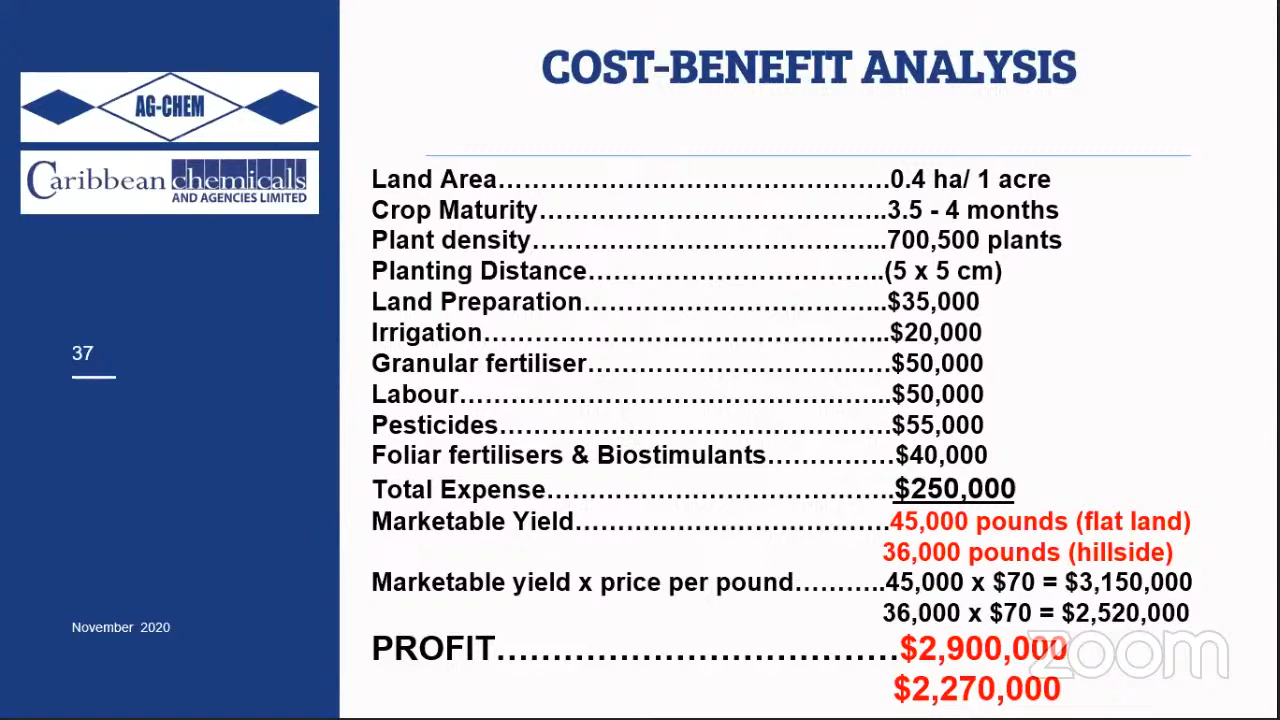 COST-BENEFIT ANALYSIS
AG-CHEM
Caribbean chemicals
AND AGENCIES LIMITED
37
November 2020
Land Area…………………………………………..0.4 ha/ 1 acre
Crop Maturity…………………………………..3.5 - 4 months
Plant density…………………………………...700,500 plants
Planting Distance……………………………..(5 x 5 cm)
Land Preparation……………………………...$35,000
Irrigation………………………………………...$20,000
Granular fertiliser…………………………..….$50,000
Labour…………………………………………...$50,000
Pesticides……………………………………….$55,000
Foliar fertilisers & Biostimulants……………$40,000
Total Expense…………………………………..$250,000
Marketable Yield……………………………….45,000 pounds (flat land)
36,000 pounds (hillside)
Marketable yield x price per pound………..45,000 x $70 = $3,150,000
36,000 x $70 = $2,520,000
PROFIT…………………………………$2,900,000
$2,270,000
zoom